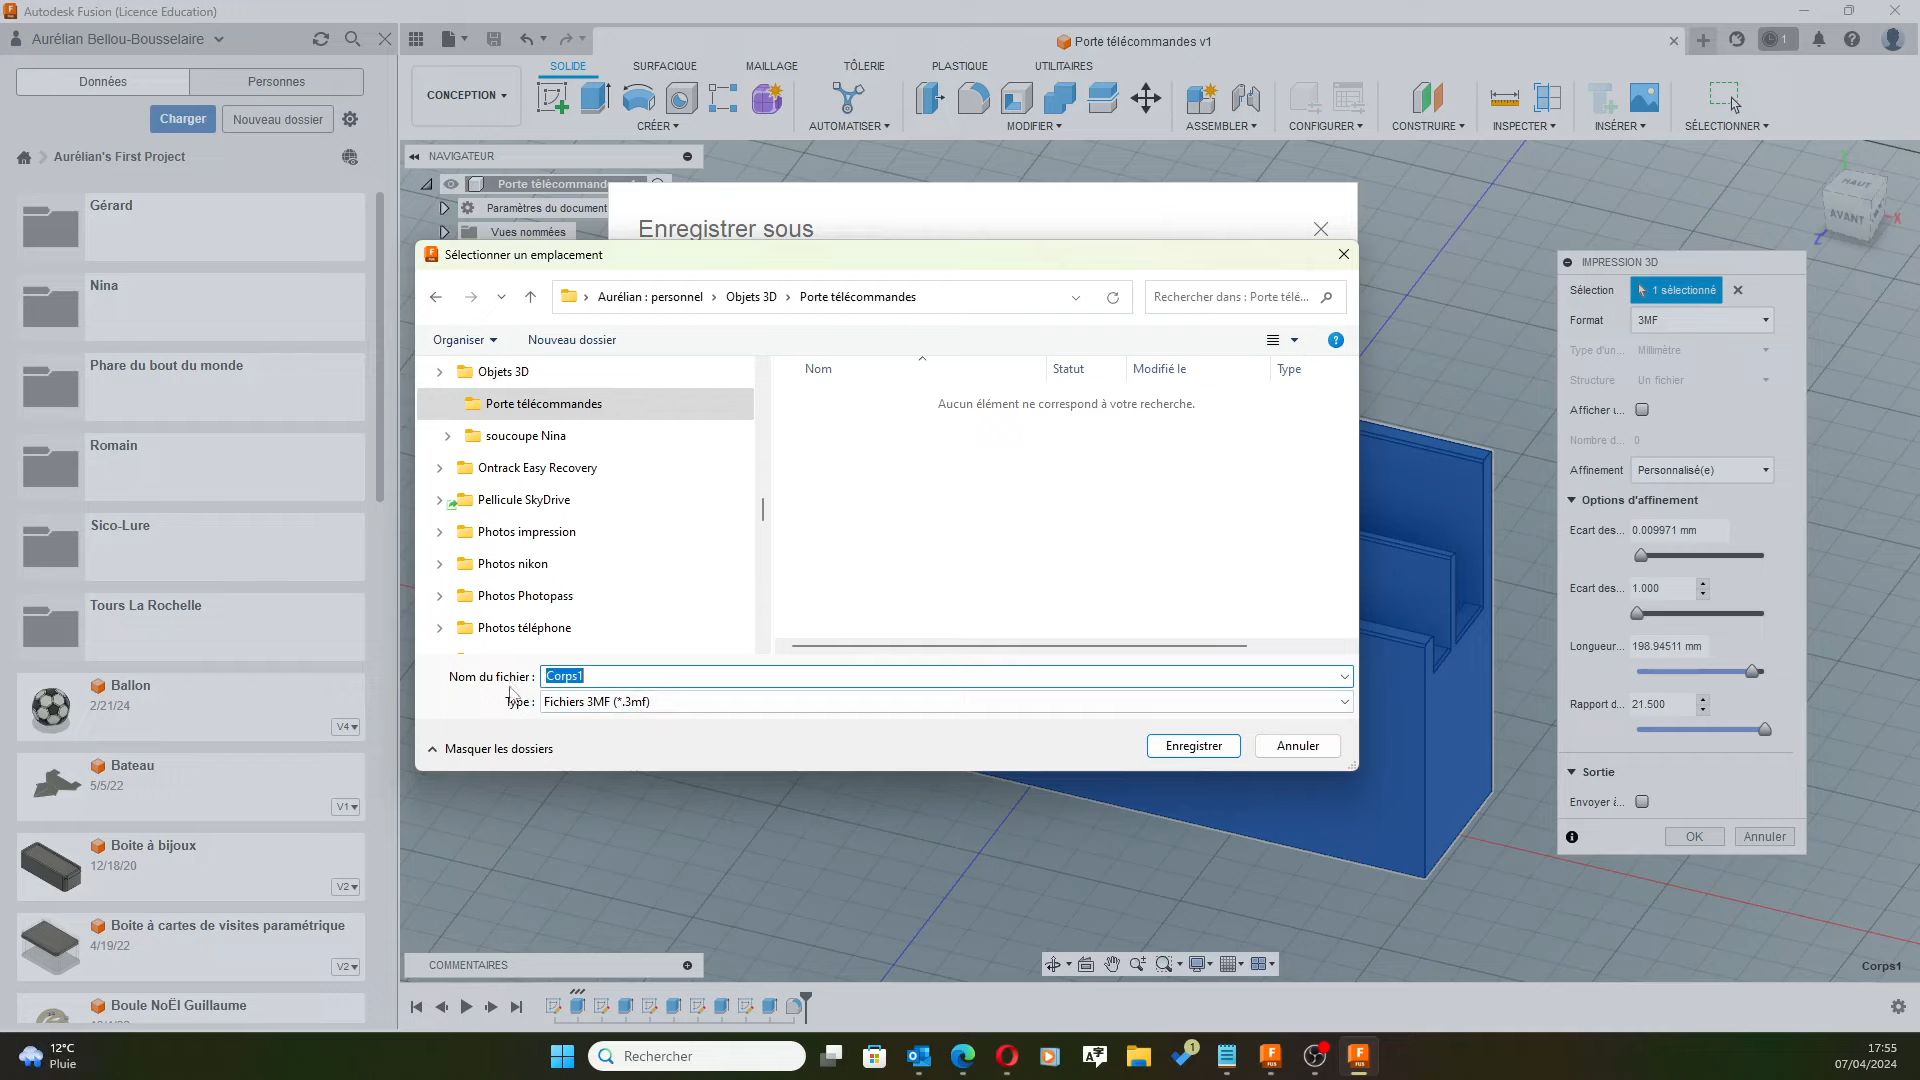 Autodesk Fusion (Licence Education)
Aurélian Bellou-Bousselaire
Porte télécommandes v1
1
Données
Personnes
Charger
Nouveau dossier
Aurélian's First Project
Gérard
Nina
Phare du bout du monde
Romain
Sico-Lure
Tours La Rochelle
Ballon
2/21/24
V4
Bateau
5/5/22
V1
Boite à bijoux
12/18/20
V2
Boite à cartes de visites paramétrique
4/19/22
V2
Boule NoËl Guillaume
CONCEPTION
SOLIDE
SURFACIQUE
MAILLAGE
TÔLERIE
PLASTIQUE
UTILITAIRES
CRÉER
AUTOMATISER
MODIFIER
ASSEMBLER
CONFIGURER
CONSTRUIRE
INSPECTER
INSÉRER
SÉLECTIONNER
NAVIGATEUR
Porte télécommande
Paramètres du document
Vues nommées
Enregistrer sous
Sélectionner un emplacement
Aurélian : personnel
Objets 3D
Porte télécommandes
Rechercher dans : Porte télé...
Organiser
Nouveau dossier
Objets 3D
Porte télécommandes
soucoupe Nina
Ontrack Easy Recovery
Pellicule SkyDrive
Photos impression
Photos nikon
Photos Photopass
Photos téléphone
Nom
Statut
Modifié le
Type
Aucun élément ne correspond à votre recherche.
Nom du fichier :
Corps1
Type :
Fichiers 3MF (*.3mf)
Masquer les dossiers
Enregistrer
Annuler
HAUT
AVANT
X
Z
IMPRESSION 3D
Sélection
1 sélectionné
Format
3MF
Type d'un...
Millimètre
Structure
Un fichier
Afficher u...
Nombre d...
0
Affinement
Personnalisé(e)
Options d'affinement
Ecart des...
0.009971 mm
Ecart des...
1.000
Longueur...
198.94511 mm
Rapport d...
21.500
Sortie
Envoyer à...
OK
Annuler
COMMENTAIRES
Corps1
12°C
Pluie
Rechercher
1
17:55
07/04/2024